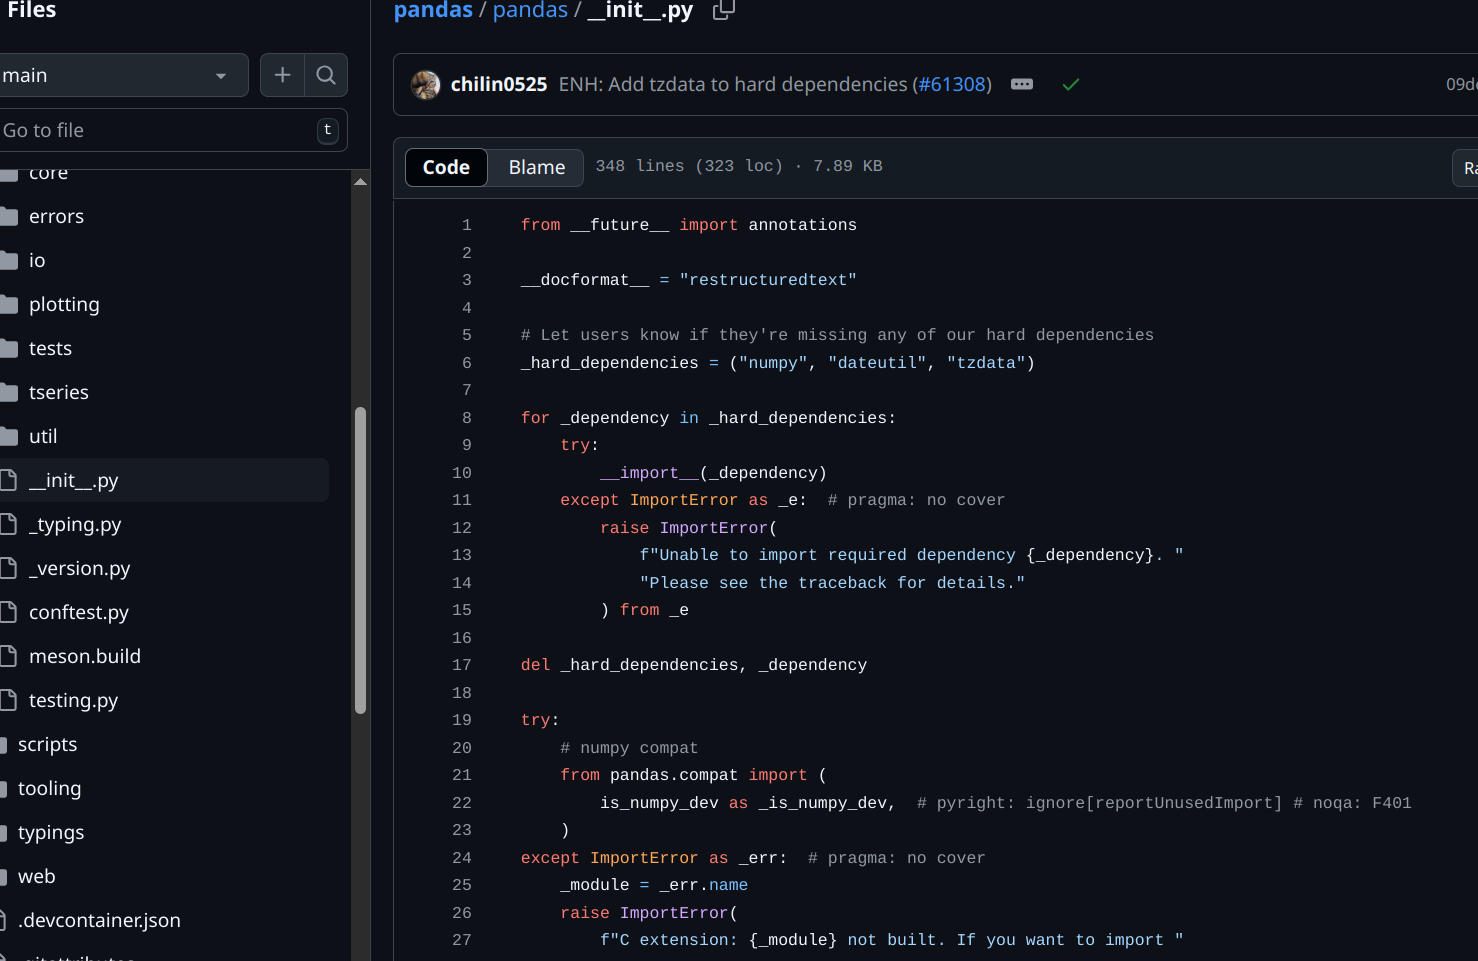 Files
main
Go to file
t
core
errors
io
plotting
tests
tseries
util
__init__.py
_typing.py
_version.py
conftest.py
meson.build
testing.py
scripts
tooling
typings
web
.devcontainer.json
.gitattributes
pandas / pandas / __init__.py
chilin0525 ENH: Add tzdata to hard dependencies (#61308)
Code Blame 348 lines (323 loc) · 7.89 KB
1 from __future__ import annotations
2
3 __docformat__ = "restructuredtext"
4
5 # Let users know if they're missing any of our hard dependencies
6 _hard_dependencies = ("numpy", "dateutil", "tzdata")
7
8 for _dependency in _hard_dependencies:
9     try:
10         __import__(_dependency)
11     except ImportError as _e:  # pragma: no cover
12         raise ImportError(
13             f"Unable to import required dependency {_dependency}. "
14             "Please see the traceback for details."
15         ) from _e
16
17 del _hard_dependencies, _dependency
18
19 try:
20     # numpy compat
21     from pandas.compat import (
22         is_numpy_dev as _is_numpy_dev,  # pyright: ignore[reportUnusedImport] # noqa: F401
23     )
24 except ImportError as _err:  # pragma: no cover
25     _module = _err.name
26     raise ImportError(
27         f"C extension: {_module} not built. If you want to import "